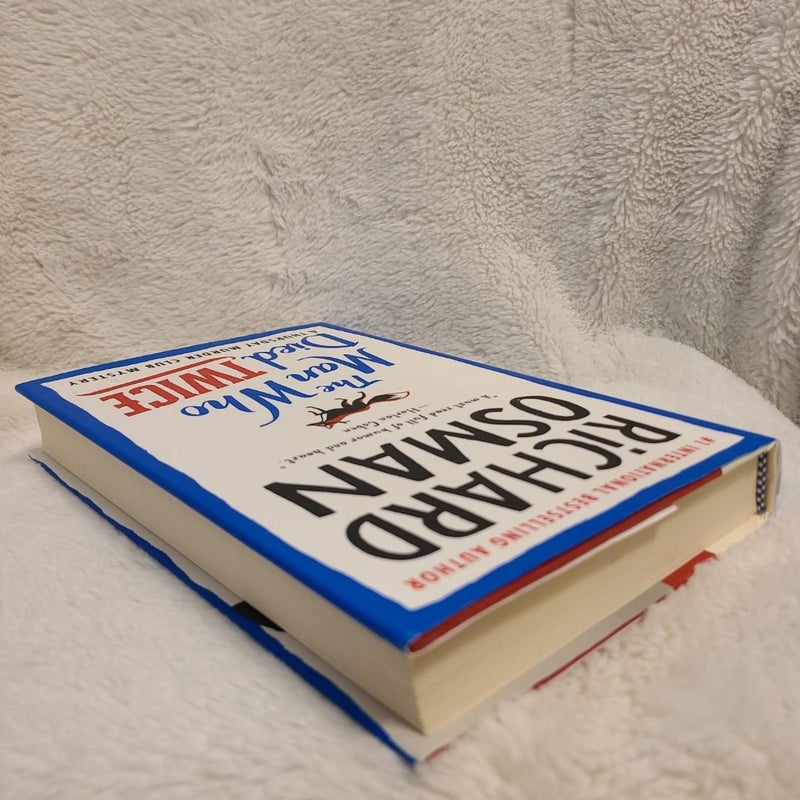 #1 INTERNATIONAL BESTSELLING AUTHOR
RiCHARD
OSMAN
"A must read full of humor and heart."
—Harlan Coben
The
Man Who
Died TWICE
A THURSDAY MURDER CLUB MYSTERY